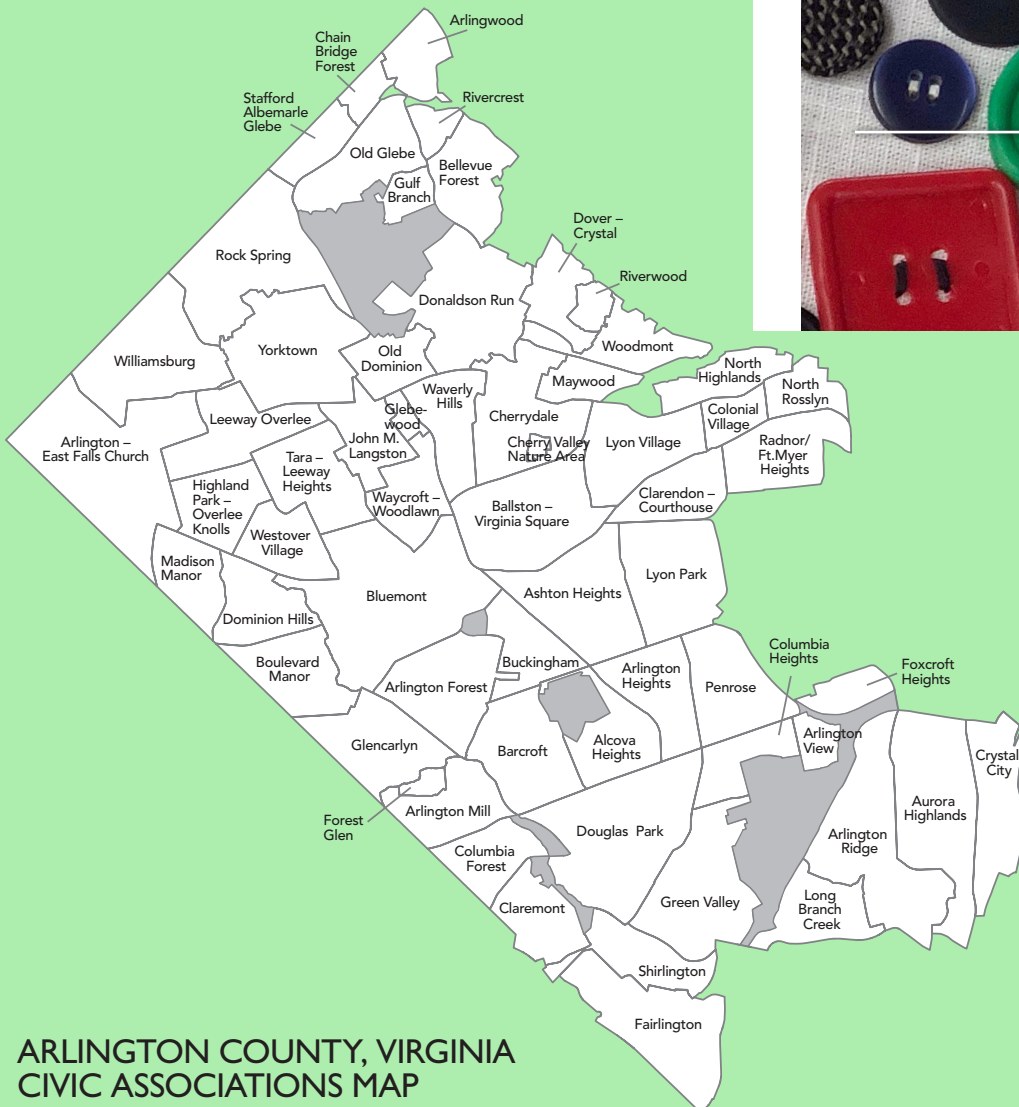 Arlingwood
Chain
Bridge
Forest
Stafford
Albemarle
Glebe
Rivercrest
Old Glebe
Bellevue
Forest
Gulf
Branch
Dover –
Crystal
Rock Spring
Riverwood
Donaldson Run
Woodmont
Williamsburg
Yorktown
Old
Dominion
North
Highlands
Maywood
North
Rosslyn
Waverly
Hills
Glebe-
wood
Leeway Overlee
Cherrydale
Colonial
Village
Arlington –
East Falls Church
John M.
Langston
Cherry Valley
Nature Area
Lyon Village
Radnor/
Ft.Myer
Heights
Tara –
Leeway
Heights
Highland
Park –
Overlee
Knolls
Waycroft –
Woodlawn
Ballston –
Virginia Square
Clarendon –
Courthouse
Westover
Village
Madison
Manor
Bluemont
Ashton Heights
Lyon Park
Dominion Hills
Boulevard
Manor
Buckingham
Arlington Forest
Arlington
Heights
Penrose
Columbia
Heights
Foxcroft
Heights
Glencarlyn
Barcroft
Alcova
Heights
Arlington
View
Crystal
City
Forest
Glen
Arlington Mill
Douglas Park
Aurora
Highlands
Arlington
Ridge
Columbia
Forest
Claremont
Green Valley
Long
Branch
Creek
Shirlington
Fairlington
ARLINGTON COUNTY, VIRGINIA
CIVIC ASSOCIATIONS MAP